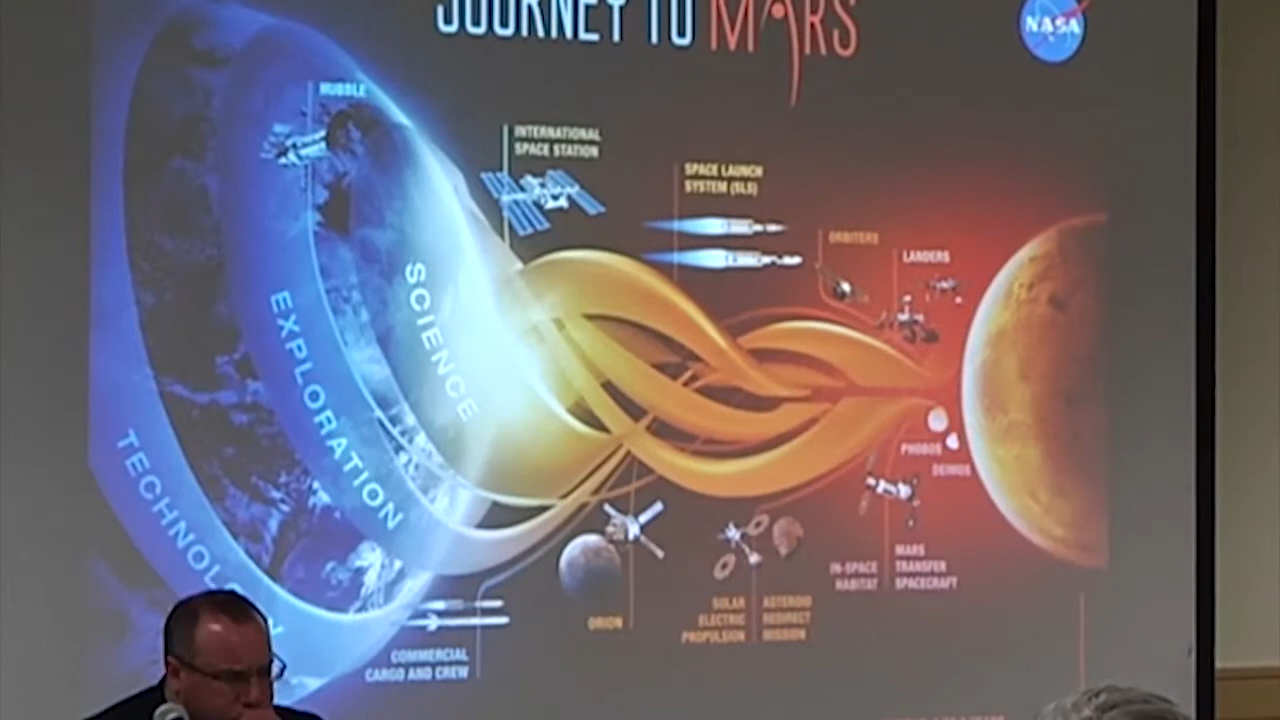 JOURNEY TO MARS
NASA
HUBBLE
INTERNATIONAL
SPACE STATION
SPACE LAUNCH
SYSTEM (SLS)
ORBITERS
LANDERS
SCIENCE
EXPLORATION
TECHNOLOGY
PHOBOS
DEIMOS
IN-SPACE
HABITAT
MARS
TRANSFER
SPACECRAFT
ORION
SOLAR
ELECTRIC
PROPULSION
ASTEROID
REDIRECT
MISSION
COMMERCIAL
CARGO AND CREW